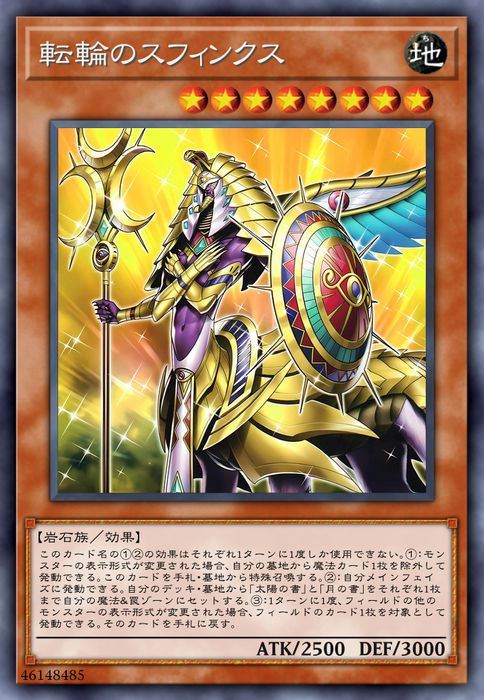 転輪のスフィンクス
ち
地
【岩石族／効果】
このカード名の①②の効果はそれぞれ1ターンに1度しか使用できない。①:モン
スターの表示形式が変更された場合、自分の墓地から魔法カード1枚を除外して
発動できる。このカードを手札・墓地から特殊召喚する。②:自分メインフェイ
ズに発動できる。自分のデッキ・墓地から「太陽の書」と「月の書」をそれぞれ1枚
まで自分の魔法&罠ゾーンにセットする。③:1ターンに1度、フィールドの他の
モンスターの表示形式が変更された場合、フィールドのカード1枚を対象として
発動できる。そのカードを手札に戻す。
ATK/2500 DEF/3000
46148485